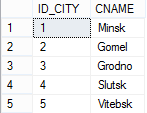 ID_CITY CNAME
1 1 Minsk
2 2 Gomel
3 3 Grodno
4 4 Slutsk
5 5 Vitebsk